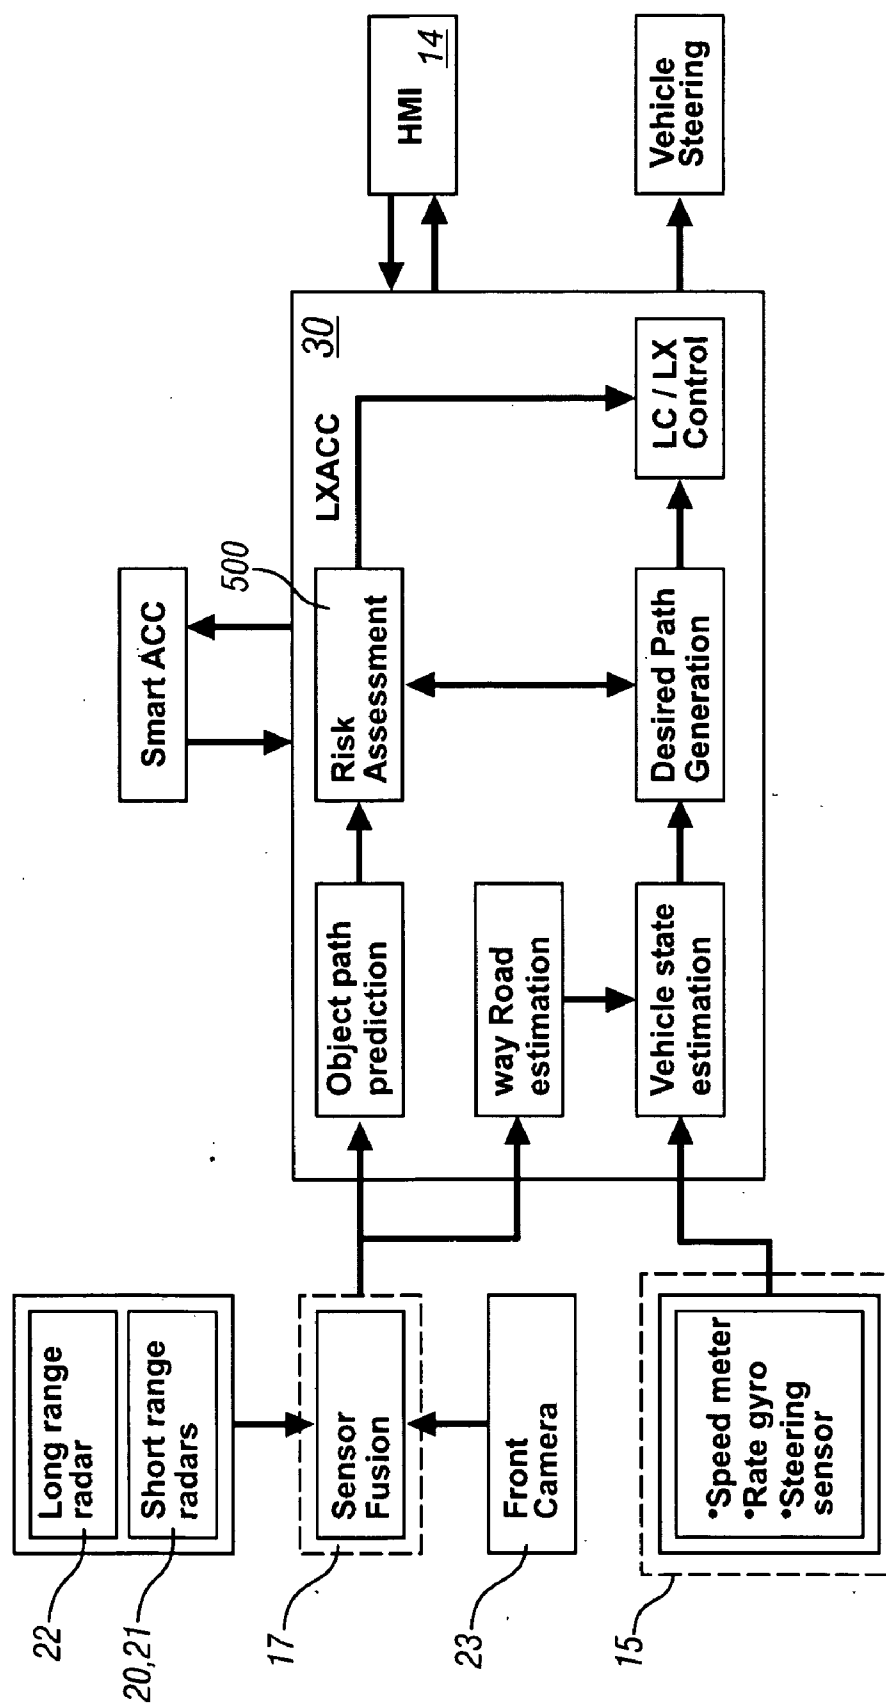 22
Long range
radar
20,21
Short range
radars
17
Sensor
Fusion
23
Front
Camera
15
•Speed meter
•Rate gyro
•Steering
sensor
Smart ACC
LXACC
30
Object path
prediction
500
Risk
Assessment
way Road
estimation
Vehicle state
estimation
Desired Path
Generation
LC / LX
Control
HMI
14
Vehicle
Steering